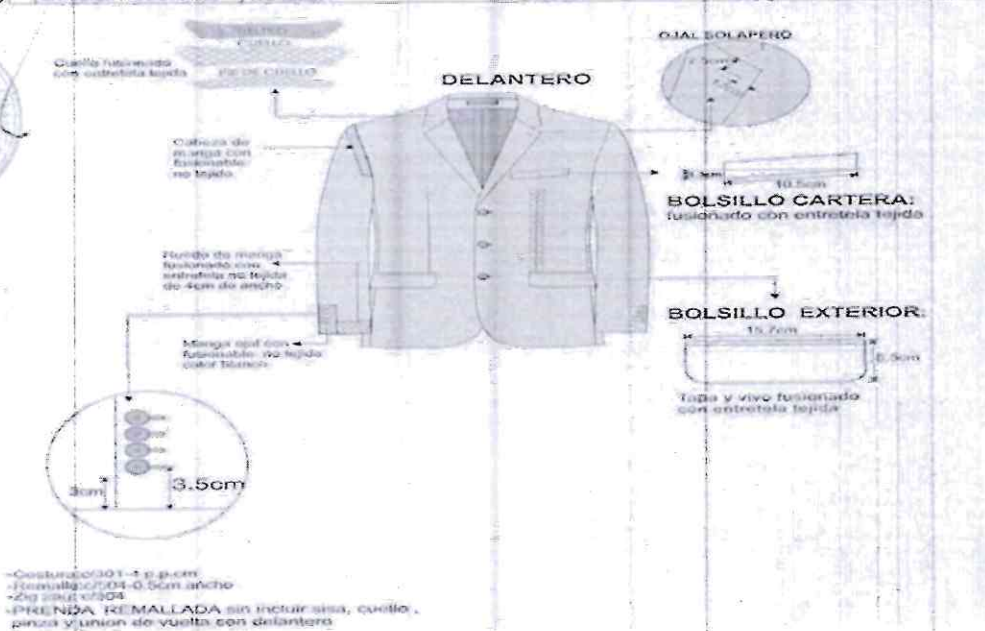 CUELLO
PIE DE CUELLO
Cuello fusionado
con entretela tejida
DELANTERO
OJAL SOLAPERO
Cabeza de
manga con
fusionable
no tejido
10.5cm
BOLSILLO CARTERA:
fusionado con entretela tejida
Ruedo de manga
fusionado con
entretela no tejida
de 4cm de ancho
BOLSILLO EXTERIOR:
15.7cm
5.5cm
Tapa y vivo fusionado
con entretela tejida
Manga ojal con
fusionable no tejido
color blanco
3cm
3.5cm
-Costura:c/301-4 p.p.cm
-Remalle:c/504-0.5cm ancho
-PRENDA REMALLADA sin incluir sisa, cuello,
pinza y union de vuelta con delantero